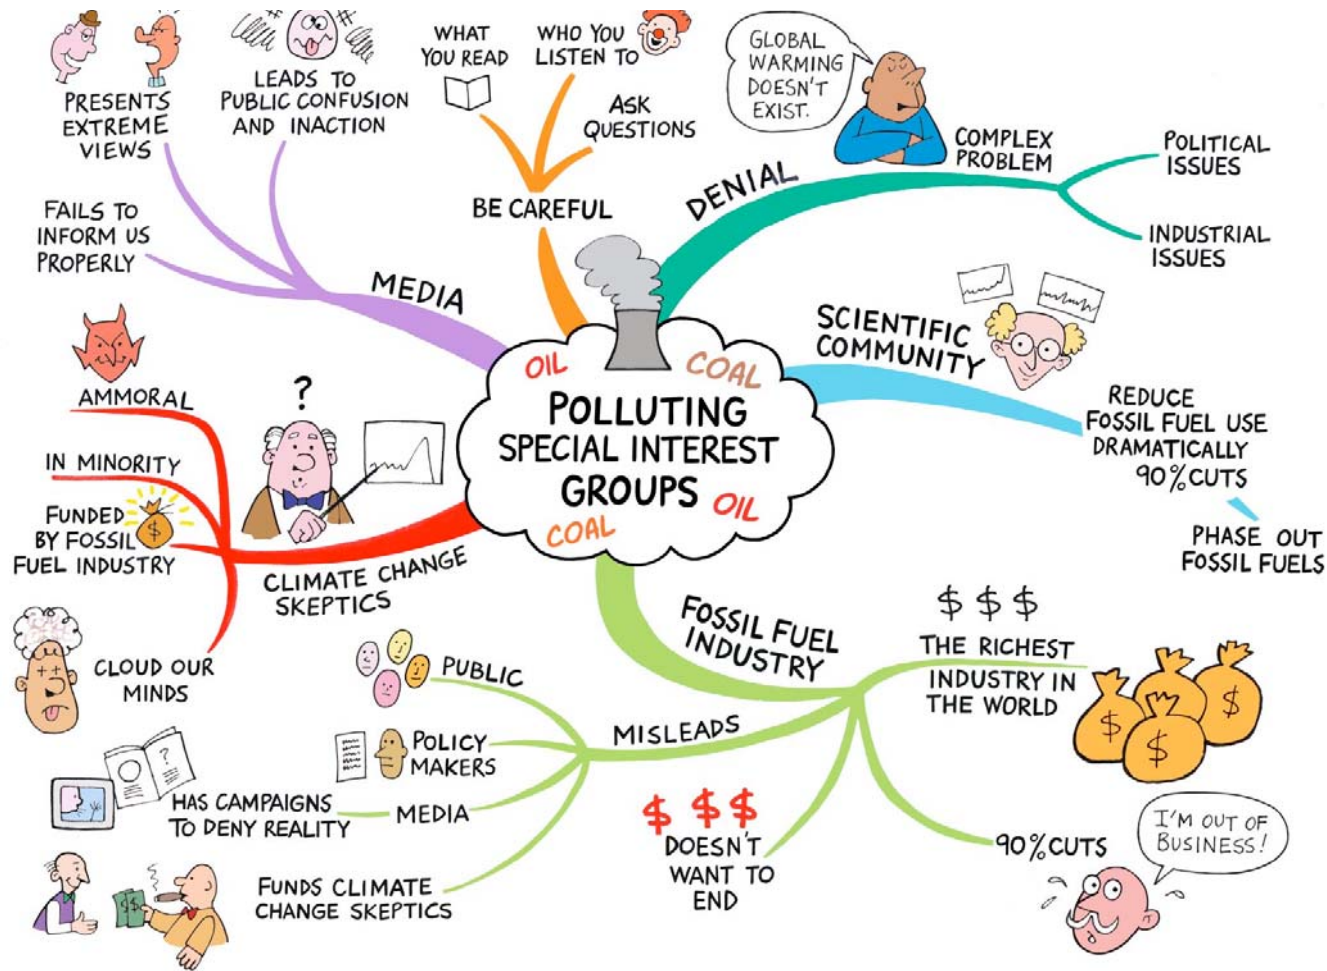 WHAT
YOU READ
WHO YOU
LISTEN TO
ASK
QUESTIONS
BE CAREFUL
GLOBAL
WARMING
DOESN'T
EXIST.
DENIAL
COMPLEX
PROBLEM
POLITICAL
ISSUES
INDUSTRIAL
ISSUES
PRESENTS
EXTREME
VIEWS
LEADS TO
PUBLIC CONFUSION
AND INACTION
FAILS TO
INFORM US
PROPERLY
MEDIA
SCIENTIFIC
COMMUNITY
REDUCE
FOSSIL FUEL USE
DRAMATICALLY
90% CUTS
PHASE OUT
FOSSIL FUELS
OIL
COAL
POLLUTING
SPECIAL INTEREST
GROUPS
OIL
COAL
AMMORAL
IN MINORITY
FUNDED
BY FOSSIL
FUEL INDUSTRY
$
?
CLIMATE CHANGE
SKEPTICS
CLOUD OUR
MINDS
FOSSIL FUEL
INDUSTRY
$ $ $
THE RICHEST
INDUSTRY IN
THE WORLD
$
$
$
MISLEADS
PUBLIC
POLICY
MAKERS
MEDIA
HAS CAMPAIGNS
TO DENY REALITY
?
FUNDS CLIMATE
CHANGE SKEPTICS
$$
$ $ $
DOESN'T
WANT TO
END
90% CUTS
I'M OUT OF
BUSINESS!